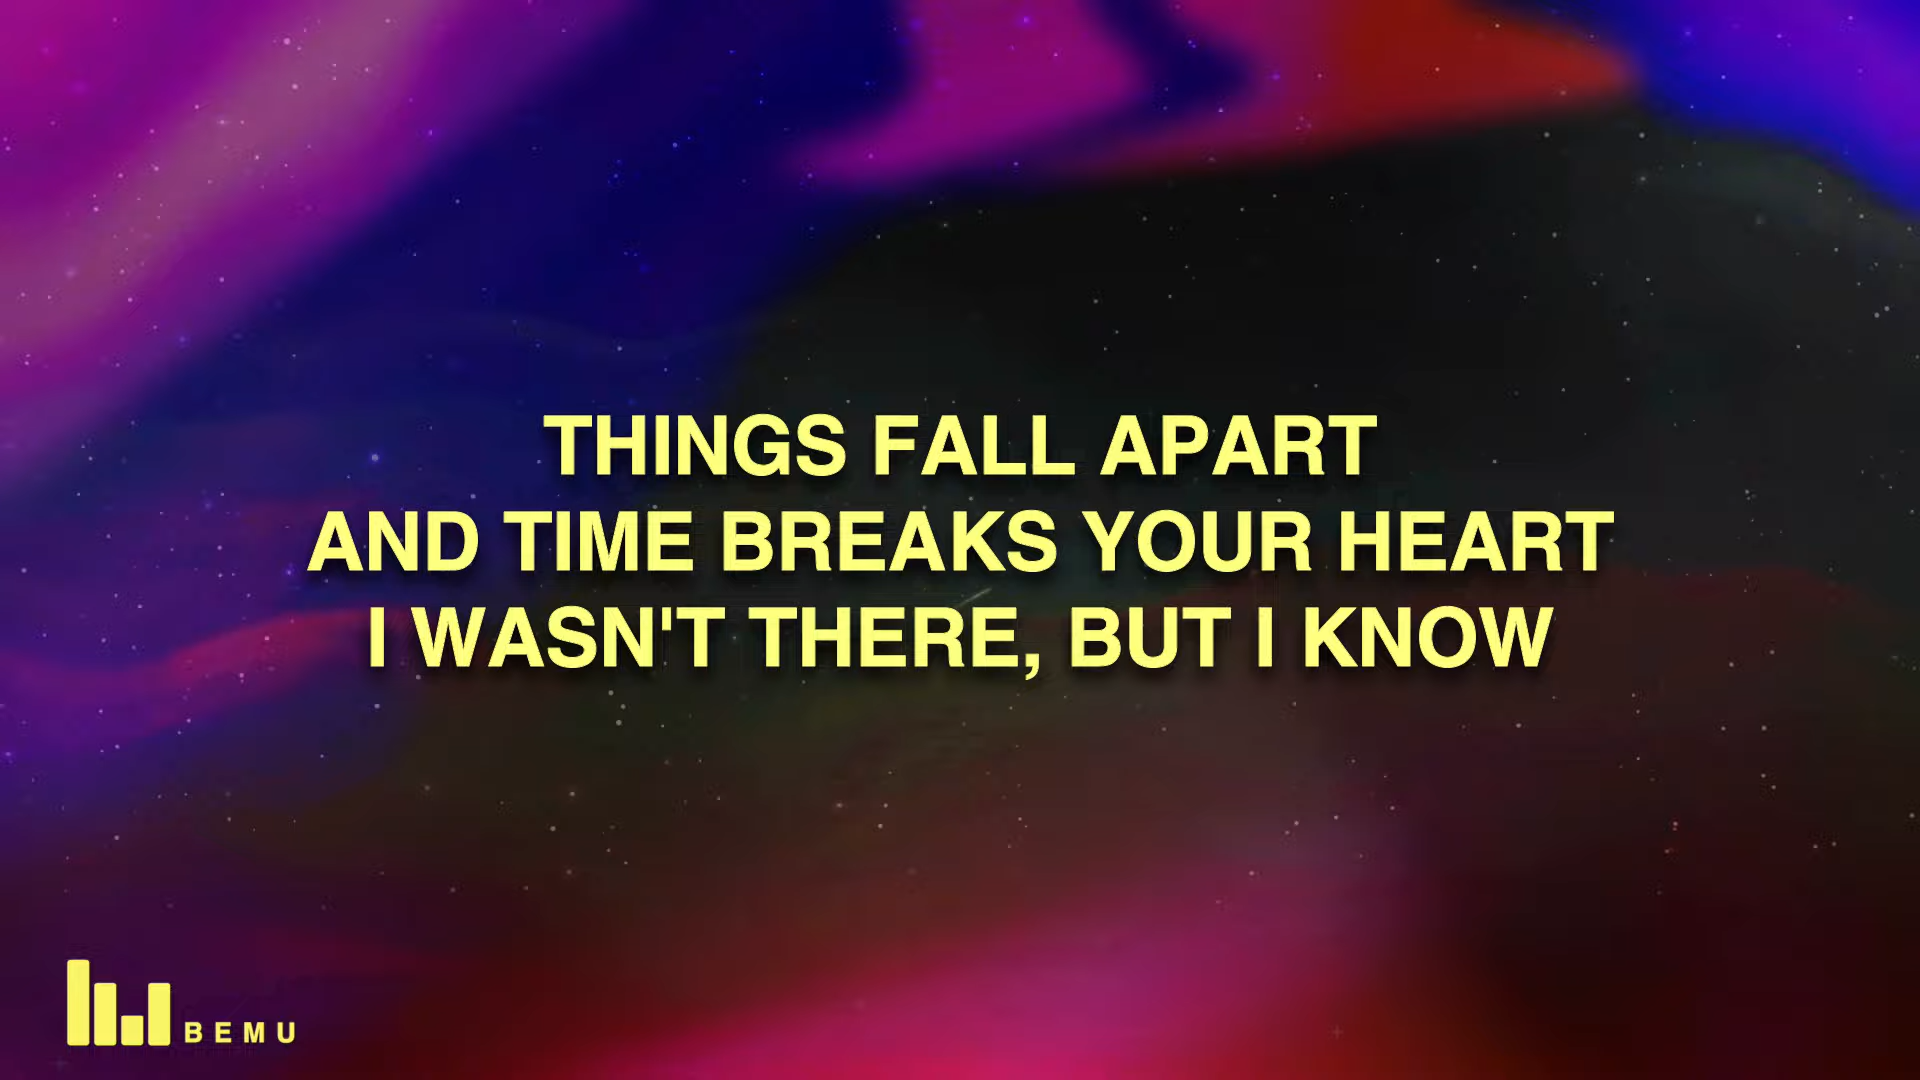 THINGS FALL APART
AND TIME BREAKS YOUR HEART
I WASN'T THERE, BUT I KNOW
BEMU